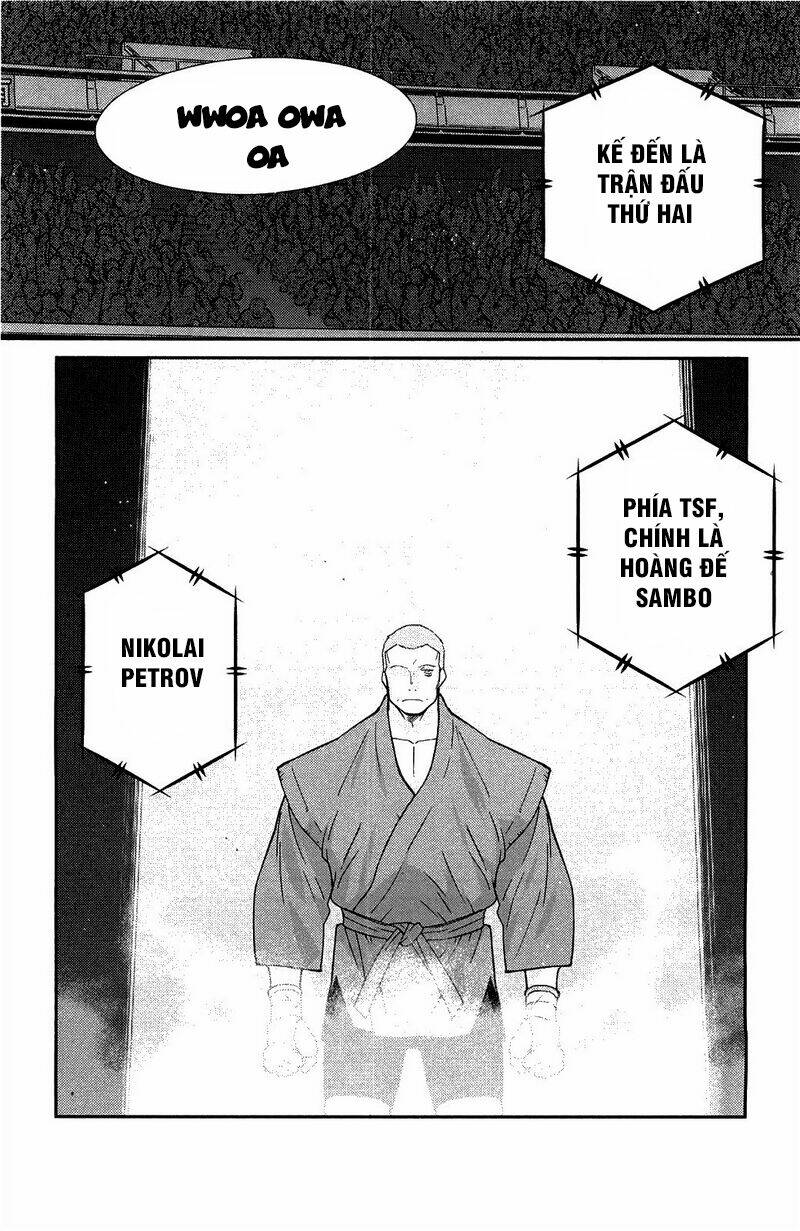 WWOA OWA
OA
KẾ ĐẾN LÀ
TRẬN ĐẤU
THỨ HAI
PHÍA TSF,
CHÍNH LÀ
HOÀNG ĐẾ
SAMBO
NIKOLAI
PETROV